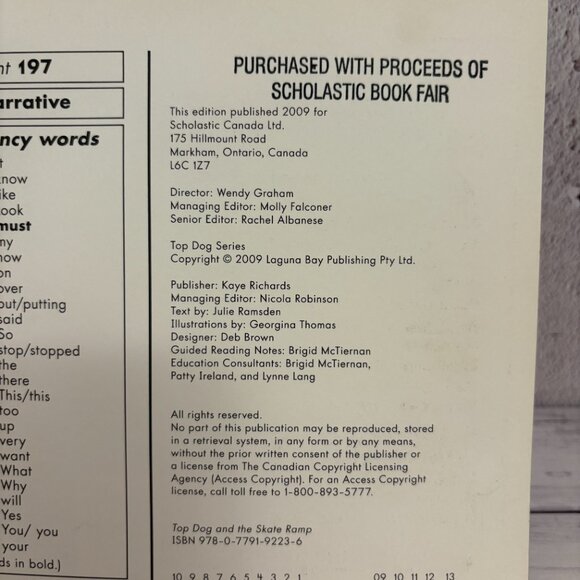 197
arrative
ncy words
t
now
ike
ook
must
my
now
on
over
out/putting
said
So
stop/stopped
the
there
This/this
too
up
very
want
What
Why
will
Yes
You/ you
your
ds in bold.)
PURCHASED WITH PROCEEDS OF
SCHOLASTIC BOOK FAIR
This edition published 2009 for
Scholastic Canada Ltd.
175 Hillmount Road
Markham, Ontario, Canada
L6C 1Z7
Director: Wendy Graham
Managing Editor: Molly Falconer
Senior Editor: Rachel Albanese
Top Dog Series
Copyright © 2009 Laguna Bay Publishing Pty Ltd.
Publisher: Kaye Richards
Managing Editor: Nicola Robinson
Text by: Julie Ramsden
Illustrations by: Georgina Thomas
Designer: Deb Brown
Guided Reading Notes: Brigid McTiernan
Education Consultants: Brigid McTiernan,
Patty Ireland, and Lynne Lang
All rights reserved.
No part of this publication may be reproduced, stored
in a retrieval system, in any form or by any means,
without the prior written consent of the publisher or
a license from The Canadian Copyright Licensing
Agency (Access Copyright). For an Access Copyright
license, call toll free to 1-800-893-5777.
Top Dog and the Skate Ramp
ISBN 978-0-7791-9223-6
10 9 8 7 6 5 4 3 2 1 09 10 11 12 13